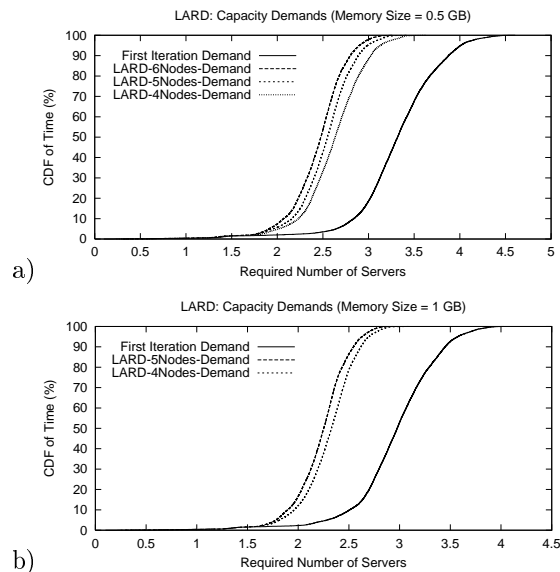 LARD: Capacity Demands (Memory Size = 0.5 GB)
100
90
80
70
60
50
40
30
20
10
0
CDF of Time (%)
First Iteration Demand
LARD-6Nodes-Demand
LARD-5Nodes-Demand
LARD-4Nodes-Demand
0 0.5 1 1.5 2 2.5 3 3.5 4 4.5 5
Required Number of Servers
a)
LARD: Capacity Demands (Memory Size = 1 GB)
100
90
80
70
60
50
40
30
20
10
0
CDF of Time (%)
First Iteration Demand
LARD-5Nodes-Demand
LARD-4Nodes-Demand
0 0.5 1 1.5 2 2.5 3 3.5 4 4.5
Required Number of Servers
b)